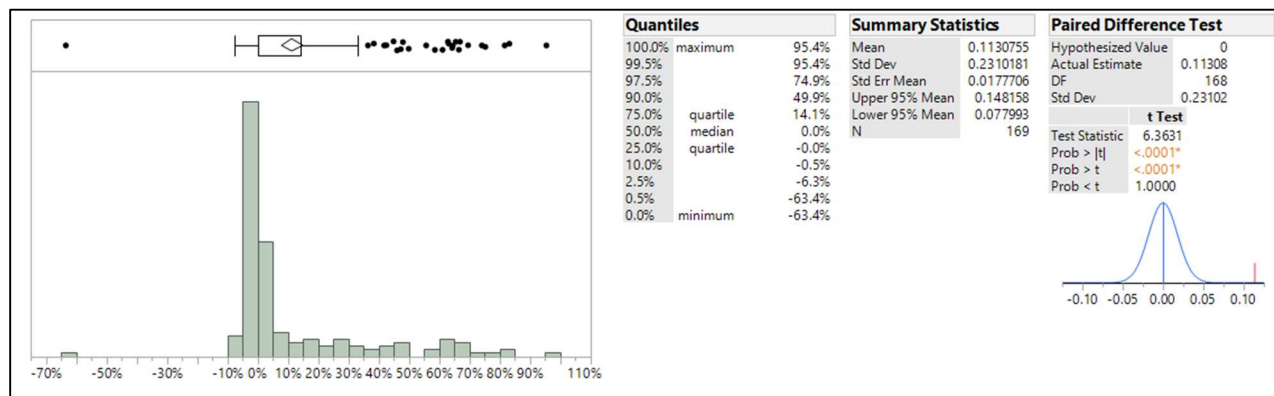 -70%
-50%
-30%
-10%
0%
10%
20%
30%
40%
50%
60%
70%
80%
110%
Quantiles
100.0% maximum 95.4%
99.5% 95.4%
97.5% 74.9%
90.0% 49.9%
75.0% quartile 14.1%
50.0% median 0.0%
25.0% quartile -0.0%
10.0% -0.5%
2.5% -6.3%
0.5% -63.4%
0.0% minimum -63.4%
Summary Statistics
Mean 0.1130755
Std Dev 0.2310181
Std Err Mean 0.0177706
Upper 95% Mean 0.148158
Lower 95% Mean 0.077993
N 169
Paired Difference Test
Hypothesized Value 0
Actual Estimate 0.11308
DF 168
Std Dev 0.23102
t Test
Test Statistic 6.3631
Prob > |t| <.0001*
Prob > t <.0001*
Prob < t 1.0000
-0.10 -0.05 0.00 0.05 0.10